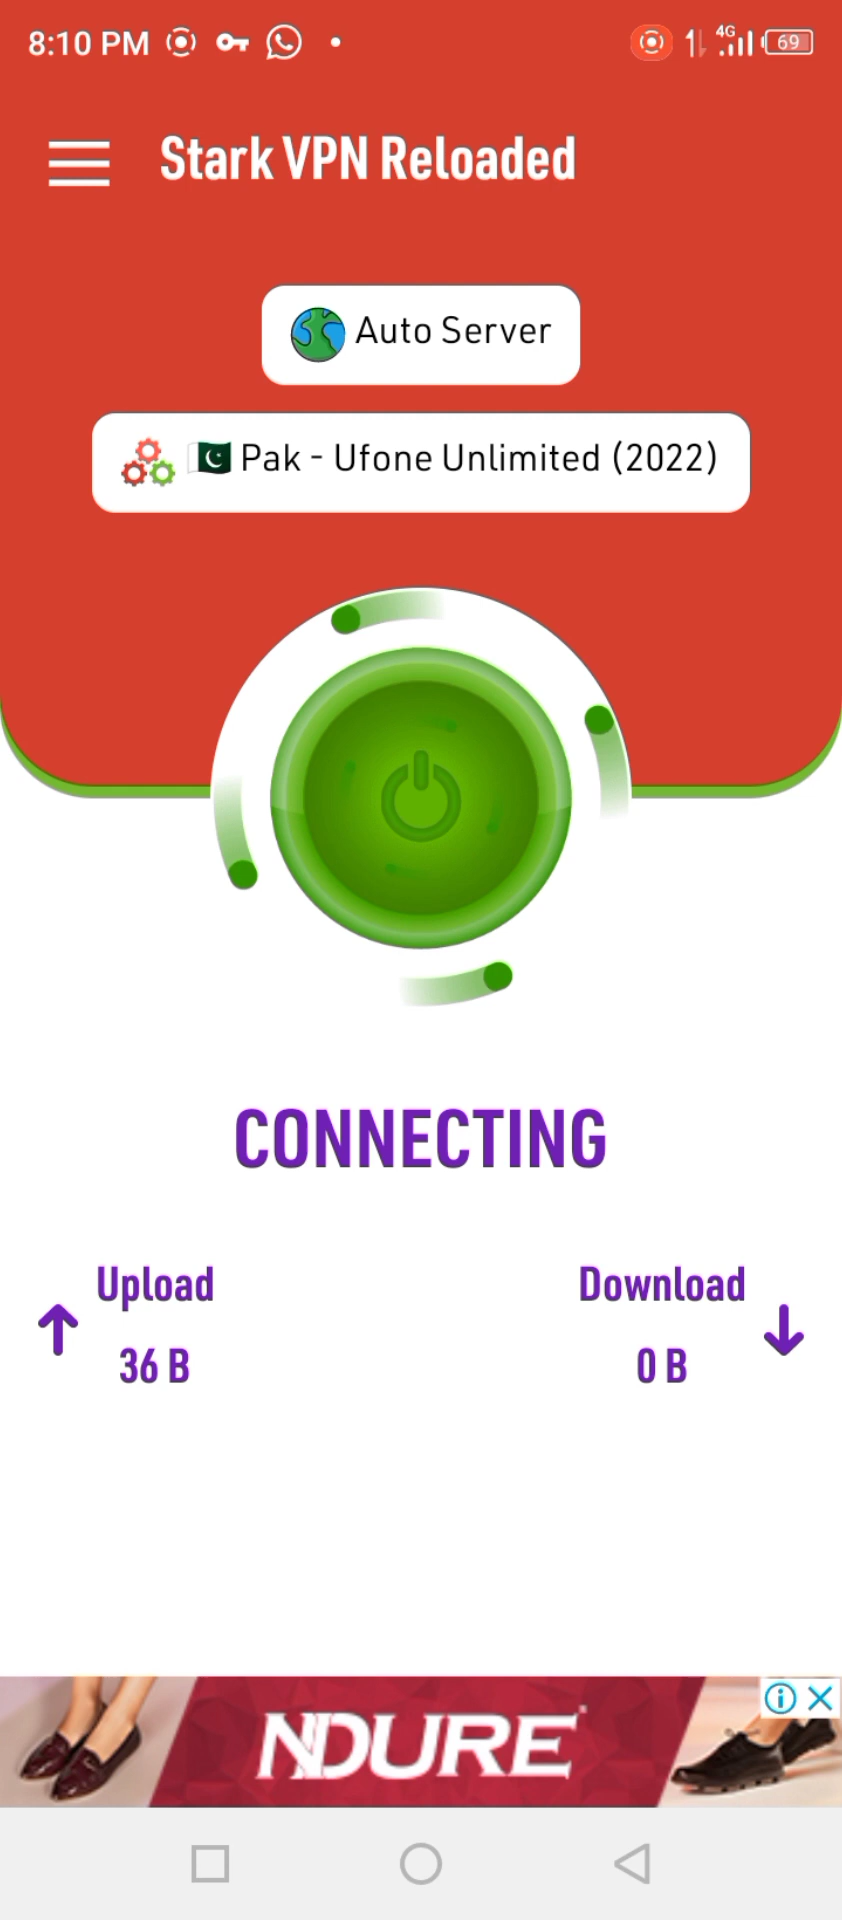 8:10 PM
4G
69
Stark VPN Reloaded
Auto Server
Pak - Ufone Unlimited (2022)
CONNECTING
Upload
Download
36 B
0 B
NDURE